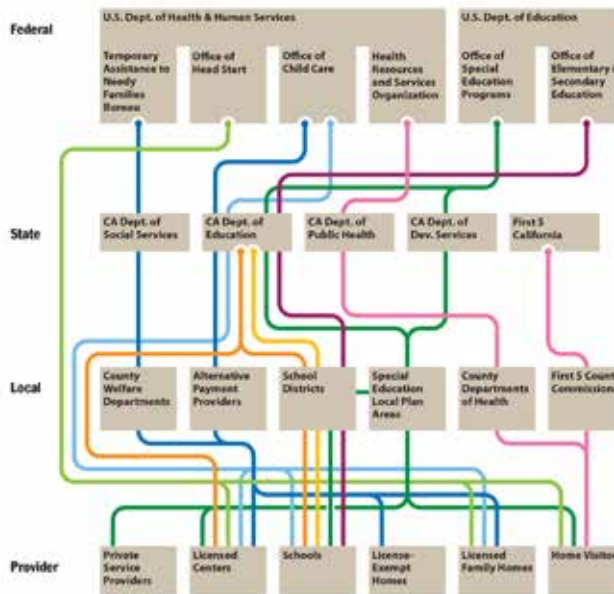 Federal
U.S. Dept. of Health & Human Services
U.S. Dept. of Education
Temporary
Assistance to
Needy
Families
Bureau
Office of
Head Start
Office of
Child Care
Health
Resources
and Services
Organization
Office of
Special
Education
Programs
Office of
Elementary &
Secondary
Education
State
CA Dept. of
Social Services
CA Dept. of
Education
CA Dept. of
Public Health
CA Dept. of
Dev. Services
First 5
California
Local
County
Welfare
Departments
Alternative
Payment
Providers
School
Districts
Special
Education
Local Plan
Areas
County
Departments
of Health
First 5 Count
Commission
Provider
Private
Service
Providers
Licensed
Centers
Schools
License-
Exempt
Homes
Licensed
Family Homes
Home Visitor